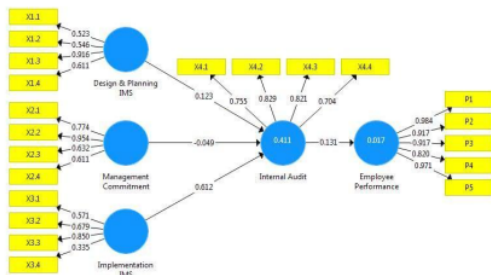 X1.1
X1.2
X1.3
X1.4
0.523
0.546
0.916
0.611
Design & Planning
IMS
X4.1
X4.2
X4.3
X4.4
0.755
0.829
0.821
0.704
0.123
X2.1
X2.2
X2.3
X2.4
0.774
0.954
0.632
0.611
Management
Commitment
-0.049
0.411
Internal Audit
0.131
0.017
Employee
Performance
0.984
0.917
0.917
0.820
0.971
P1
P2
P3
P4
P5
0.612
X3.1
X3.2
X3.3
X3.4
0.571
0.679
0.850
0.335
Implementation
IMS